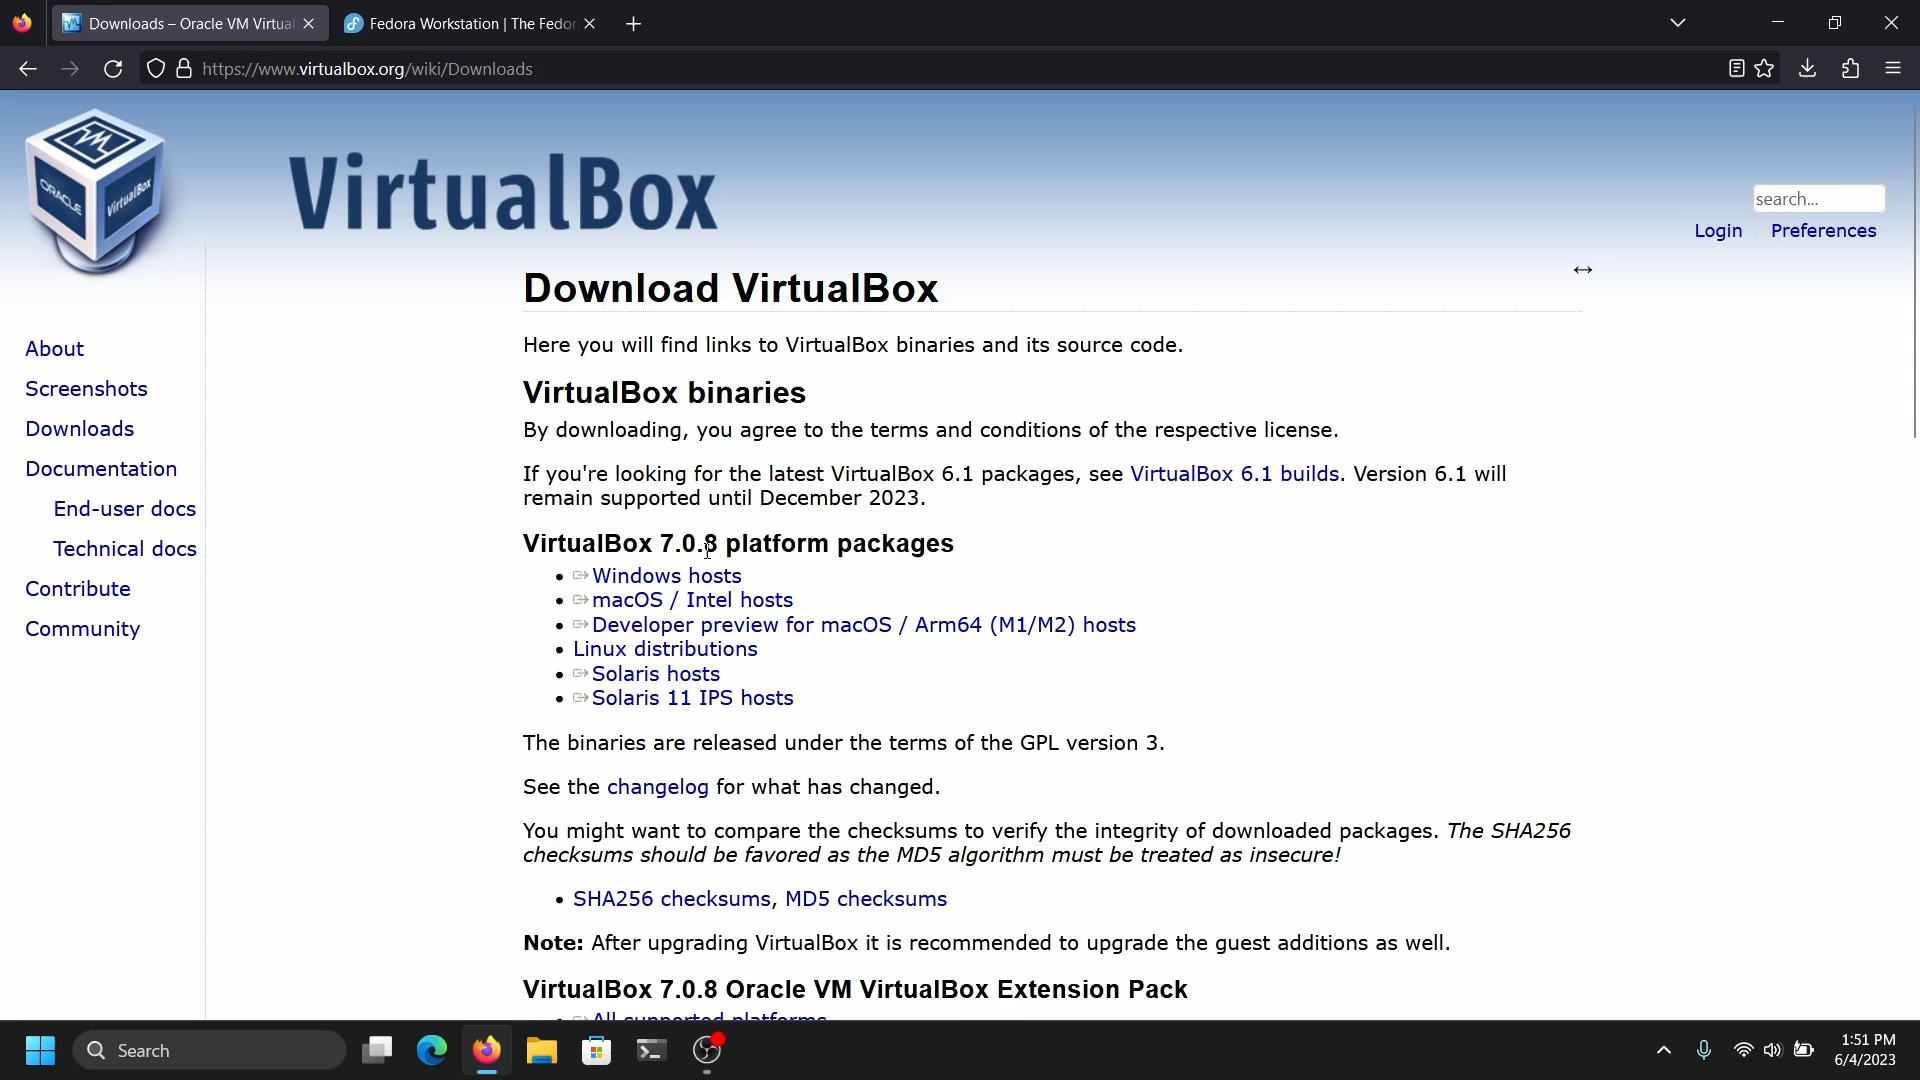 Downloads – Oracle VM Virtual
Fedora Workstation | The Fedor
https://www.virtualbox.org/wiki/Downloads
ORACLE
VirtualBox
VirtualBox
search...
Login
Preferences
About
Screenshots
Downloads
Documentation
End-user docs
Technical docs
Contribute
Community
Download VirtualBox
Here you will find links to VirtualBox binaries and its source code.
VirtualBox binaries
By downloading, you agree to the terms and conditions of the respective license.
If you're looking for the latest VirtualBox 6.1 packages, see VirtualBox 6.1 builds. Version 6.1 will
remain supported until December 2023.
VirtualBox 7.0.8 platform packages
• Windows hosts
• macOS / Intel hosts
• Developer preview for macOS / Arm64 (M1/M2) hosts
• Linux distributions
• Solaris hosts
• Solaris 11 IPS hosts
The binaries are released under the terms of the GPL version 3.
See the changelog for what has changed.
You might want to compare the checksums to verify the integrity of downloaded packages. The SHA256
checksums should be favored as the MD5 algorithm must be treated as insecure!
• SHA256 checksums, MD5 checksums
Note: After upgrading VirtualBox it is recommended to upgrade the guest additions as well.
VirtualBox 7.0.8 Oracle VM VirtualBox Extension Pack
• All supported platforms
Search
1:51 PM
6/4/2023